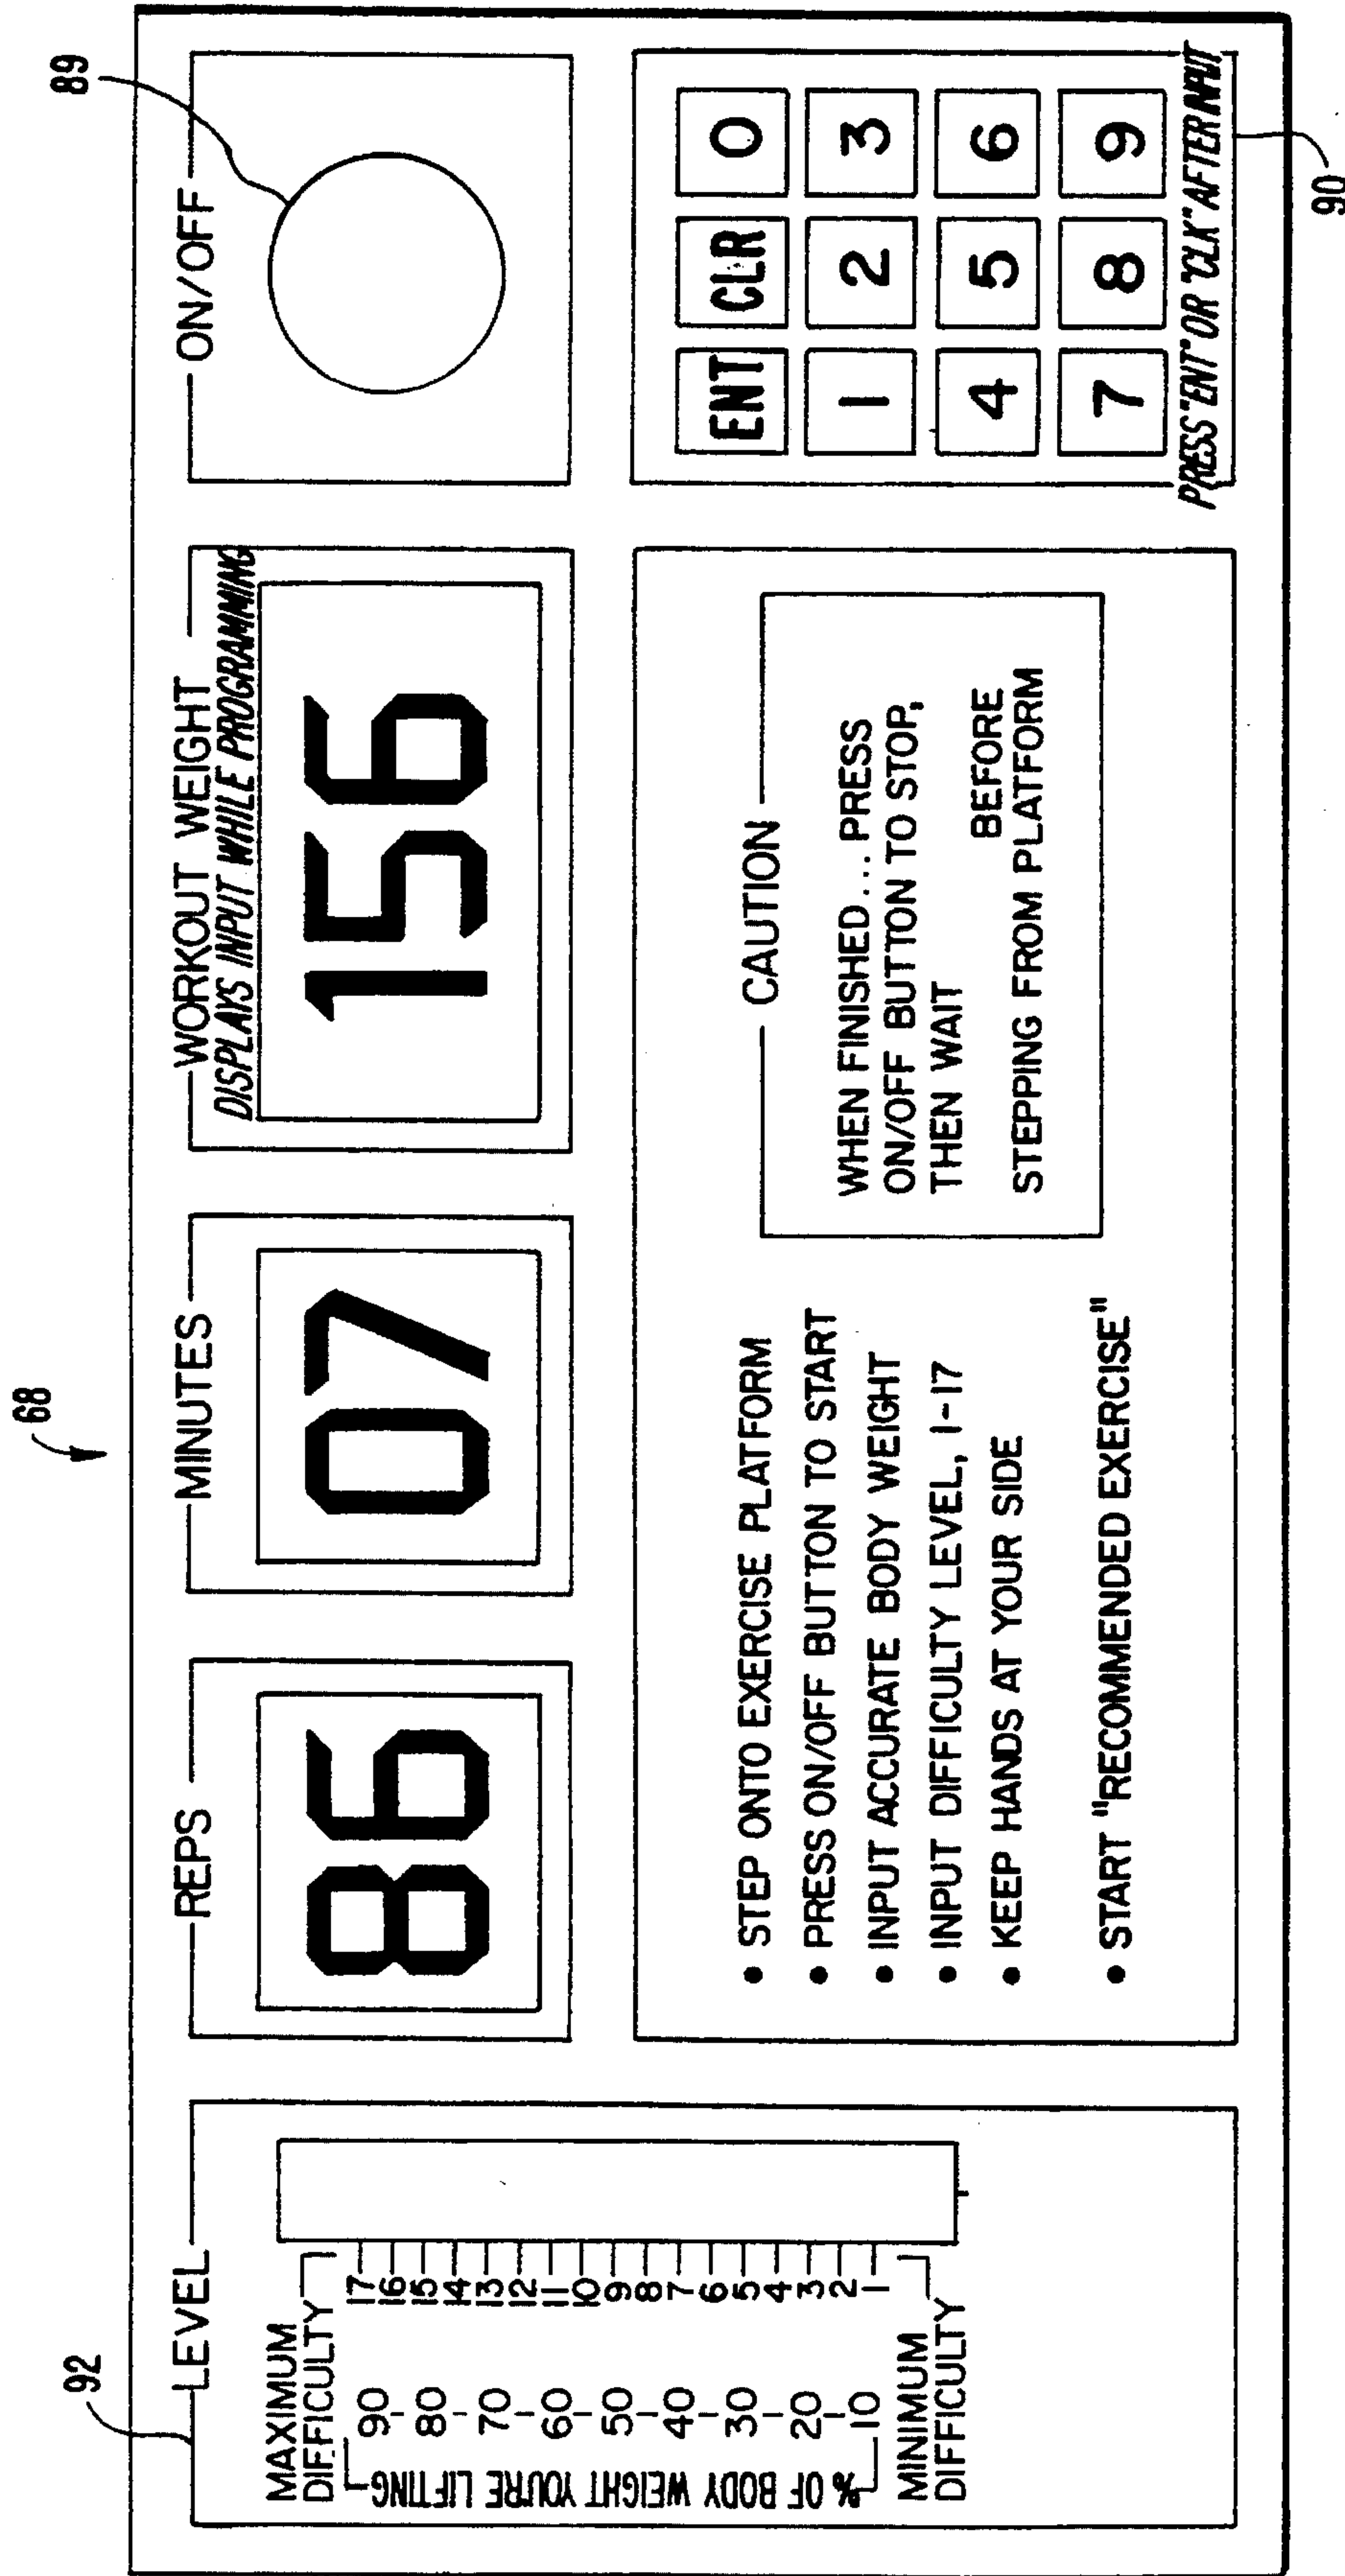 68
92
89
LEVEL
MAXIMUM
DIFFICULTY
% OF BODY WEIGHT YOURE LIFTING
90
80
70
60
50
40
30
20
10
17
16
15
14
13
12
11
10
9
8
7
6
5
4
3
2
1
MINIMUM
DIFFICULTY
REPS
86
MINUTES
07
WORKOUT WEIGHT
DISPLAYS INPUT WHILE PROGRAMMING
156
ON/OFF
• STEP ONTO EXERCISE PLATFORM
• PRESS ON/OFF BUTTON TO START
• INPUT ACCURATE BODY WEIGHT
• INPUT DIFFICULTY LEVEL, 1-17
• KEEP HANDS AT YOUR SIDE
• START "RECOMMENDED EXERCISE"
CAUTION
WHEN FINISHED... PRESS
ON/OFF BUTTON TO STOP,
THEN WAIT
BEFORE
STEPPING FROM PLATFORM
ENT CLR 0
1 2 3
4 5 6
7 8 9
PRESS "ENT" OR "CLK" AFTER INPUT
90